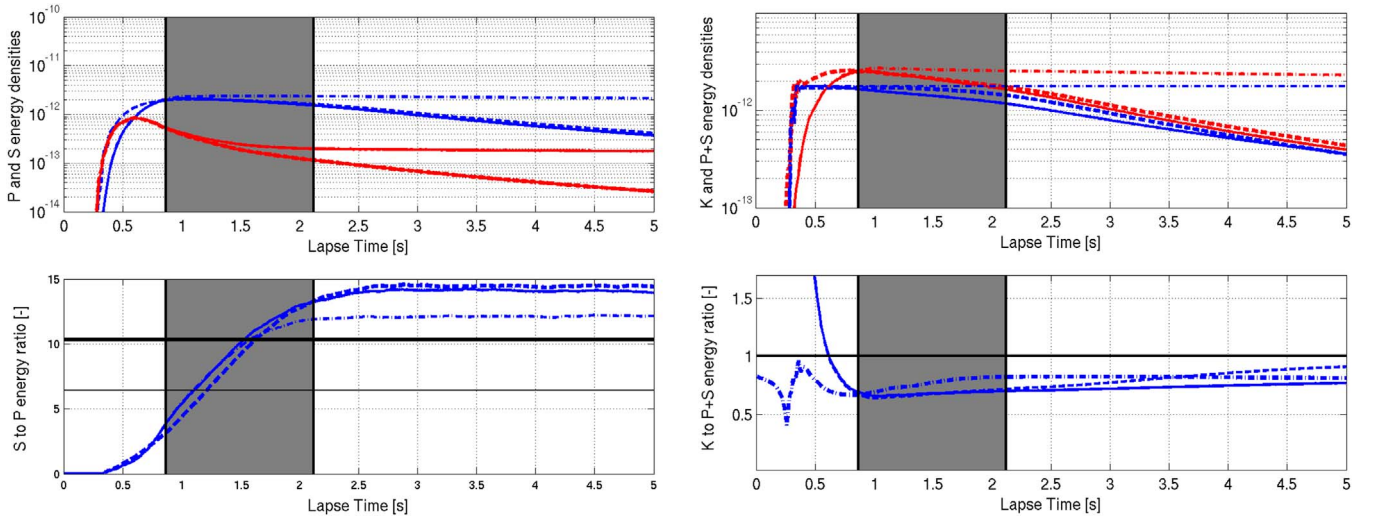 P and S energy densities
10^-10
10^-11
10^-12
10^-13
10^-14
0 0.5 1 1.5 2 2.5 3 3.5 4 4.5 5
Lapse Time [s]
K and P+S energy densities
10^-12
10^-13
0 0.5 1 1.5 2 2.5 3 3.5 4 4.5 5
Lapse Time [s]
S to P energy ratio [-]
15
10
5
0
0 0.5 1 1.5 2 2.5 3 3.5 4 4.5 5
Lapse Time [s]
K to P+S energy ratio [-]
1.5
1
0.5
0 0.5 1 1.5 2 2.5 3 3.5 4 4.5 5
Lapse Time [s]